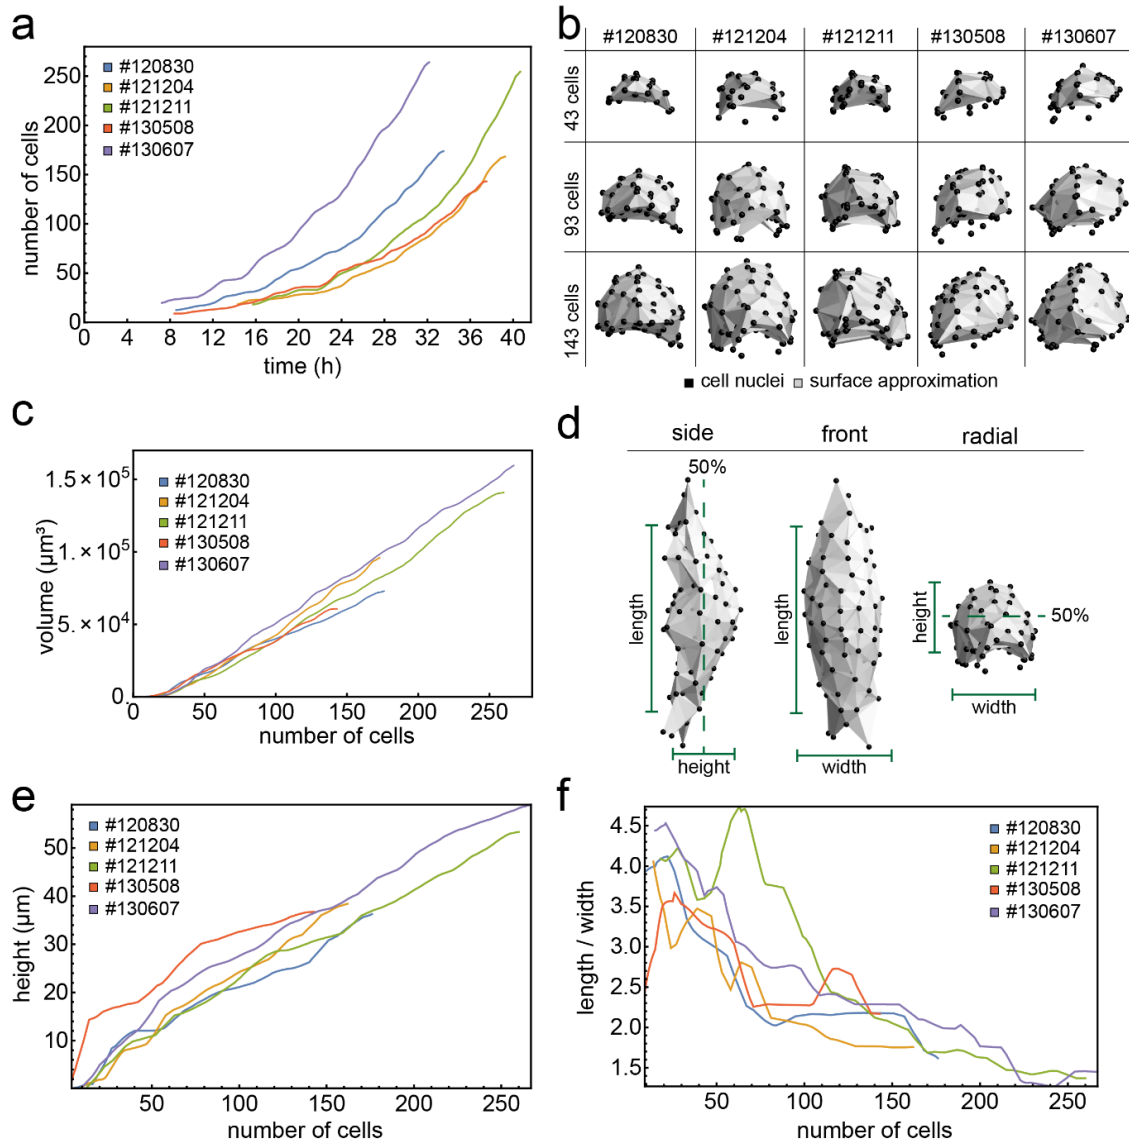 a
number of cells
250
200
150
100
50
0
#120830
#121204
#121211
#130508
#130607
0 4 8 12 16 20 24 28 32 36 40
time (h)
b
#120830 #121204 #121211 #130508 #130607
43 cells
93 cells
143 cells
cell nuclei surface approximation
c
volume (µm³)
1.5 × 10⁵
1. × 10⁵
5. × 10⁴
0
#120830
#121204
#121211
#130508
#130607
0 50 100 150 200 250
number of cells
d
side front radial
50%
length
height
length
width
height
50%
width
e
height (µm)
50
40
30
20
10
#120830
#121204
#121211
#130508
#130607
50 100 150 200 250
number of cells
f
length / width
4.5
4.0
3.5
3.0
2.5
2.0
1.5
#120830
#121204
#121211
#130508
#130607
50 100 150 200 250
number of cells